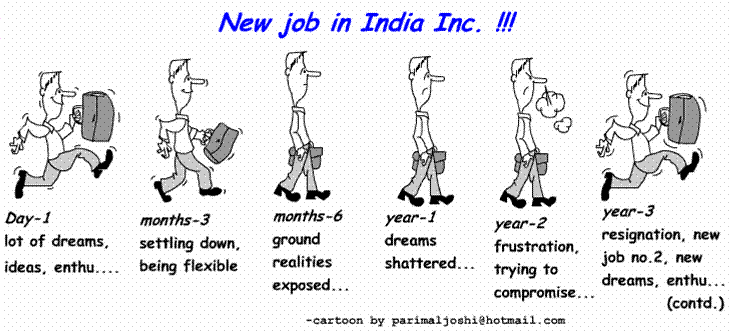 New job in India Inc. !!!
Day-1
lot of dreams,
ideas, enthu....
months-3
settling down,
being flexible
months-6
ground
realities
exposed...
year-1
dreams
shattered...
year-2
frustration,
trying to
compromise...
year-3
resignation, new
job no.2, new
dreams, enthu...
(contd.)
-cartoon by parimaljoshi@hotmail.com